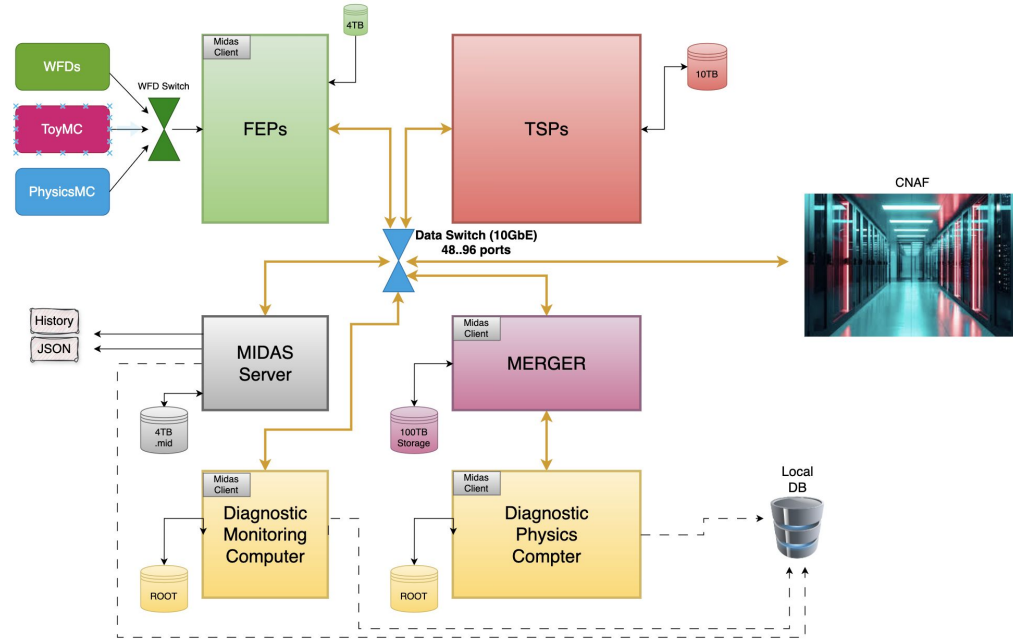 4TB
Midas
Client
WFDs
WFD Switch
10TB
ToyMC
FEPs
TSPs
PhysicsMC
CNAF
Data Switch (10GbE)
48..96 ports
History
JSON
MIDAS
Server
Midas
Client
MERGER
4TB
.mid
100TB
Storage
Midas
Client
Diagnostic
Monitoring
Computer
Midas
Client
Diagnostic
Physics
Compter
Local
DB
ROOT
ROOT